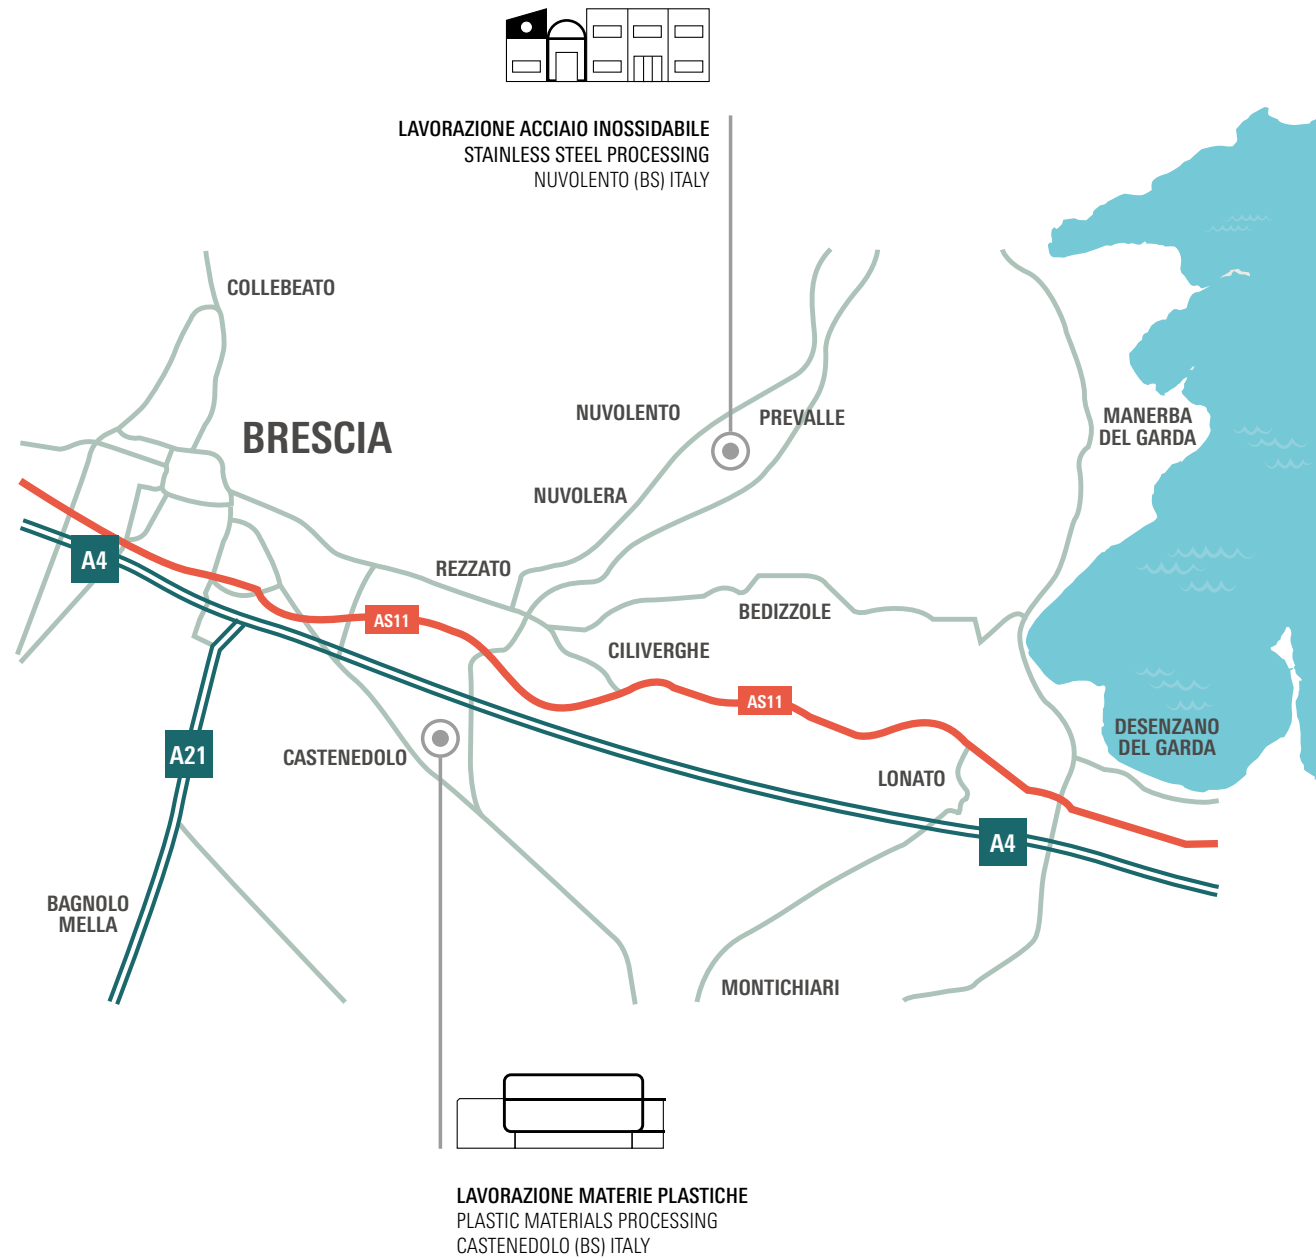 LAVORAZIONE ACCIAIO INOSSIDABILE
STAINLESS STEEL PROCESSING
NUVOLENTO (BS) ITALY
COLLEBEATO
BRESCIA
NUVOLENTO
PREVALLE
MANERBA
DEL GARDA
NUVOLERA
A4
REZZATO
AS11
BEDIZZOLE
CILIVERGHE
AS11
A21
CASTENEDOLO
DESENZANO
DEL GARDA
LONATO
A4
BAGNOLO
MELLA
MONTICHIARI
LAVORAZIONE MATERIE PLASTICHE
PLASTIC MATERIALS PROCESSING
CASTENEDOLO (BS) ITALY